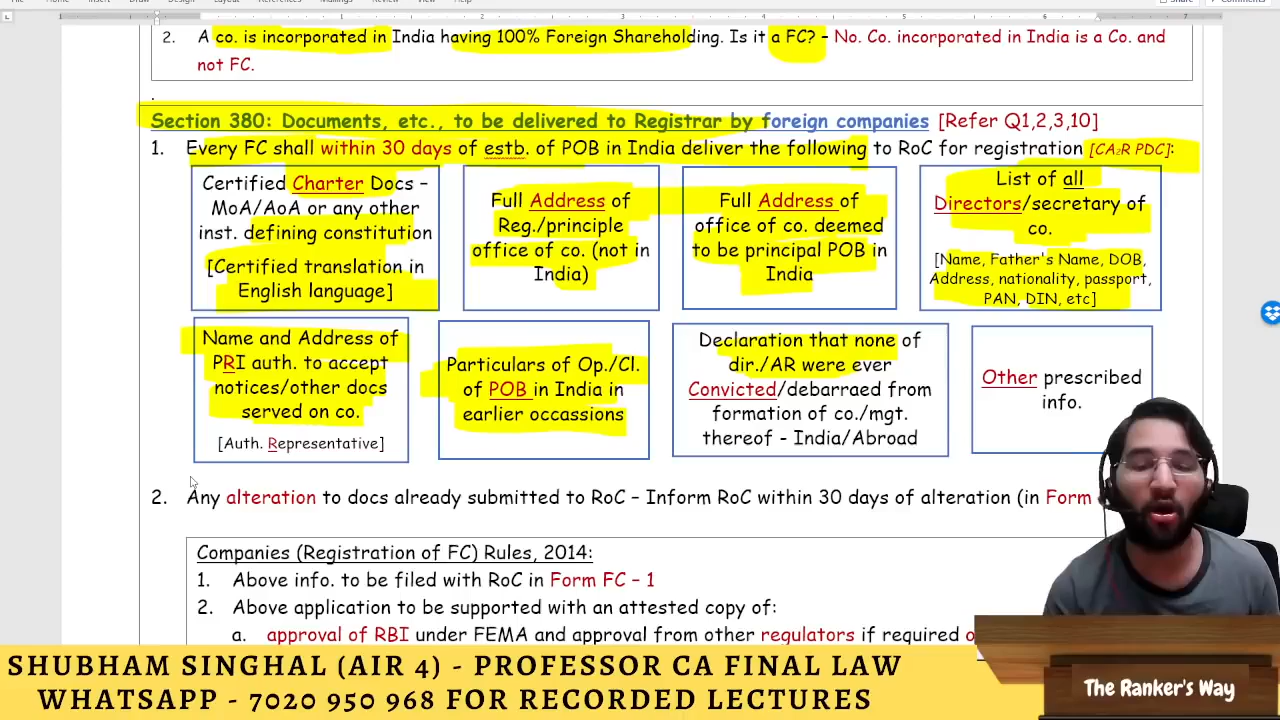 2. A co. is incorporated in India having 100% Foreign Shareholding. Is it a FC? – No. Co. incorporated in India is a Co. and
not FC.
.
Section 380: Documents, etc., to be delivered to Registrar by foreign companies [Refer Q1,2,3,10]
1. Every FC shall within 30 days of estb. of POB in India deliver the following to RoC for registration [CA2R PDC]:
Certified Charter Docs –
MoA/AoA or any other
inst. defining constitution
[Certified translation in
English language]
Full Address of
Reg./principle
office of co. (not in
India)
Full Address of
office of co. deemed
to be principal POB in
India
List of all
Directors/secretary of
co.
[Name, Father's Name, DOB,
Address, nationality, passport,
PAN, DIN, etc]
Name and Address of
PRI auth. to accept
notices/other docs
served on co.
[Auth. Representative]
Particulars of Op./Cl.
of POB in India in
earlier occassions
Declaration that none of
dir./AR were ever
Convicted/debarraed from
formation of co./mgt.
thereof - India/Abroad
Other prescribed
info.
2. Any alteration to docs already submitted to RoC – Inform RoC within 30 days of alteration (in Form
Companies (Registration of FC) Rules, 2014:
1. Above info. to be filed with RoC in Form FC – 1
2. Above application to be supported with an attested copy of:
a. approval of RBI under FEMA and approval from other regulators if required
SHUBHAM SINGHAL (AIR 4) - PROFESSOR CA FINAL LAW
WHATSAPP - 7020 950 968 FOR RECORDED LECTURES
The Ranker's Way